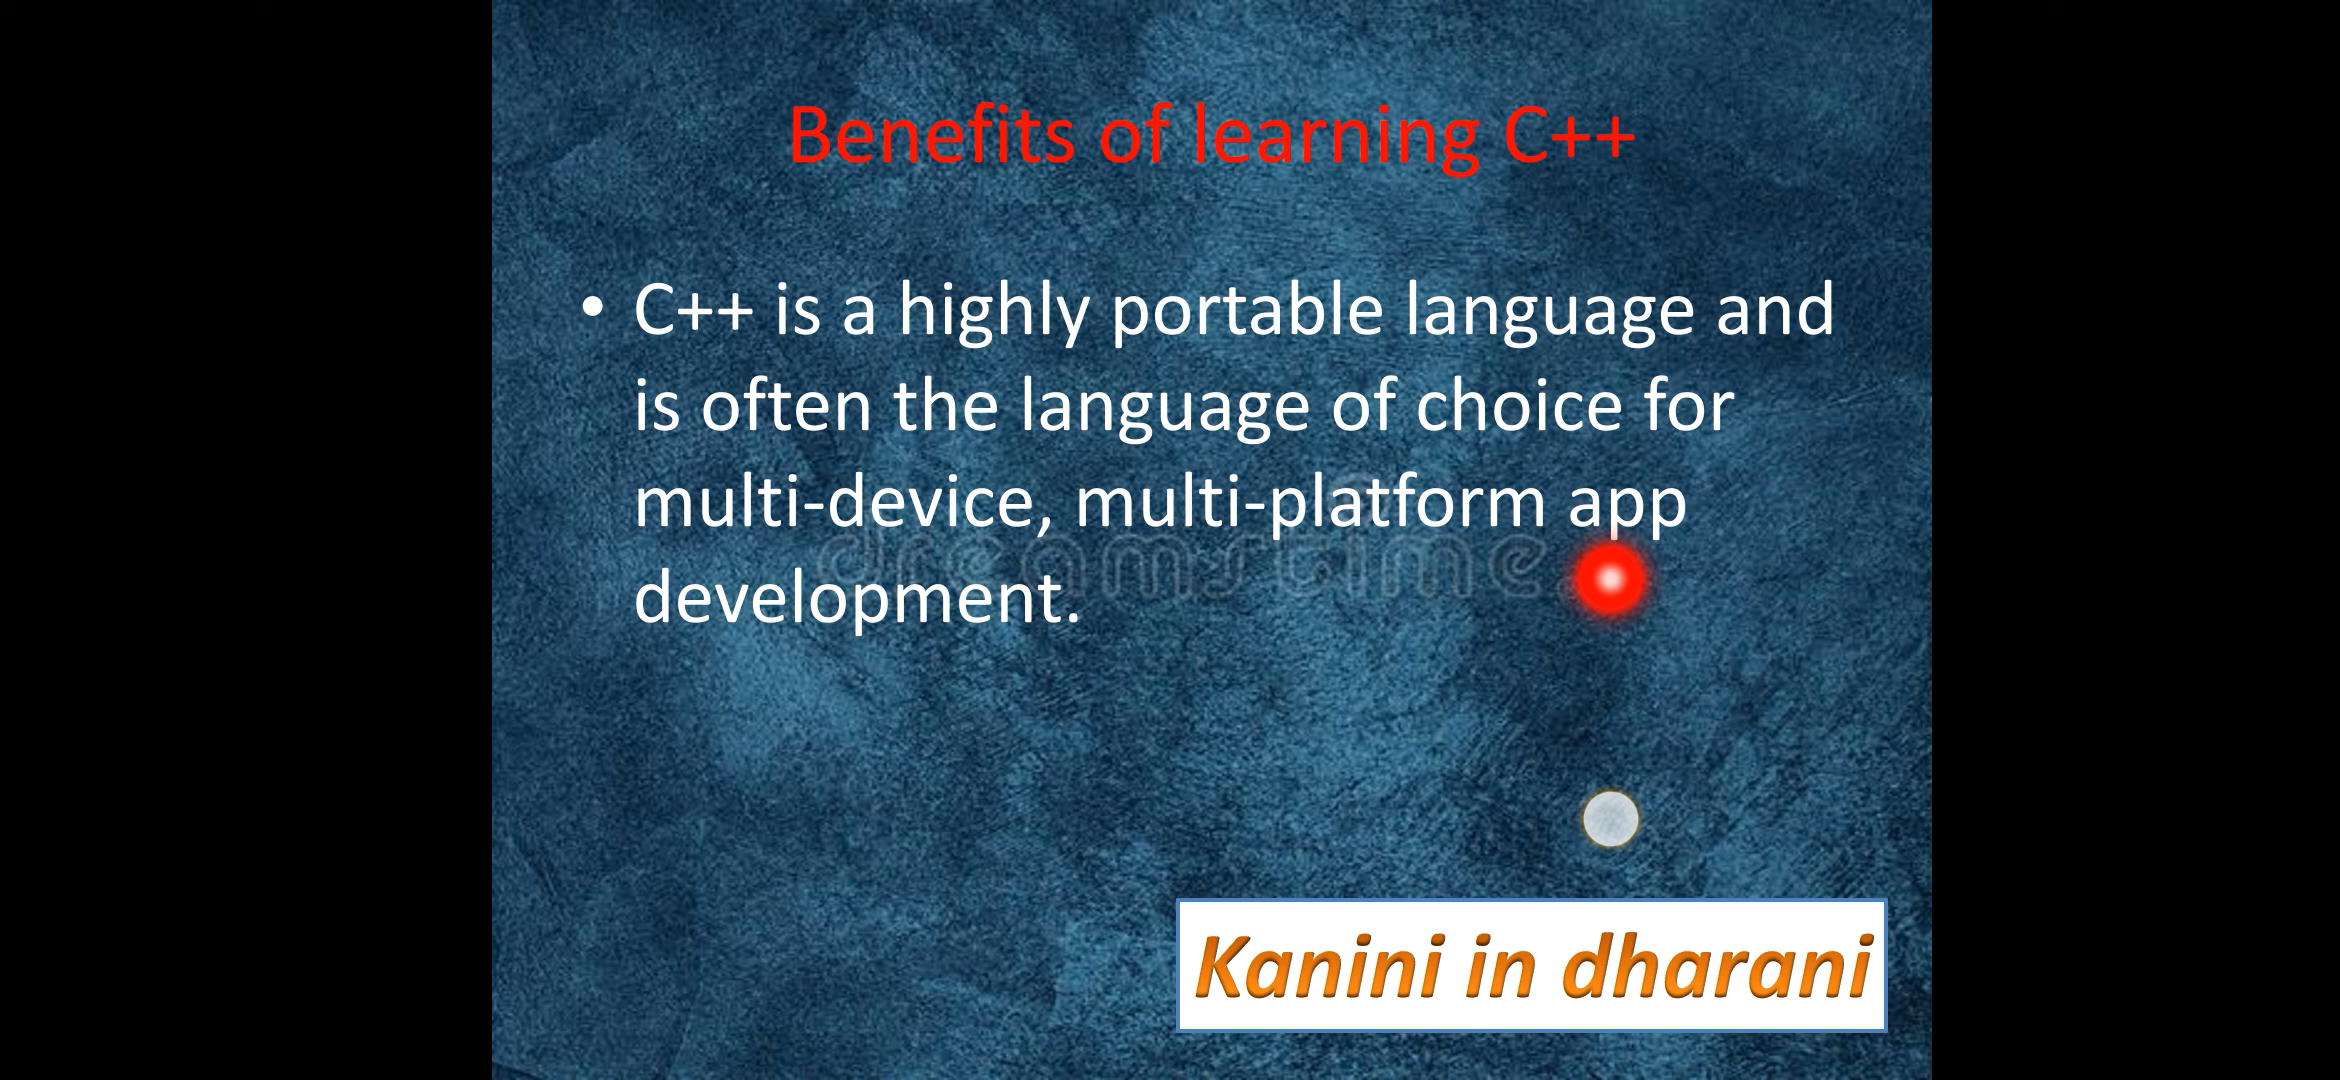 Benefits of learning C++
• C++ is a highly portable language and
is often the language of choice for
multi-device, multi-platform app
development.
dreamstime
Kanini in dharani